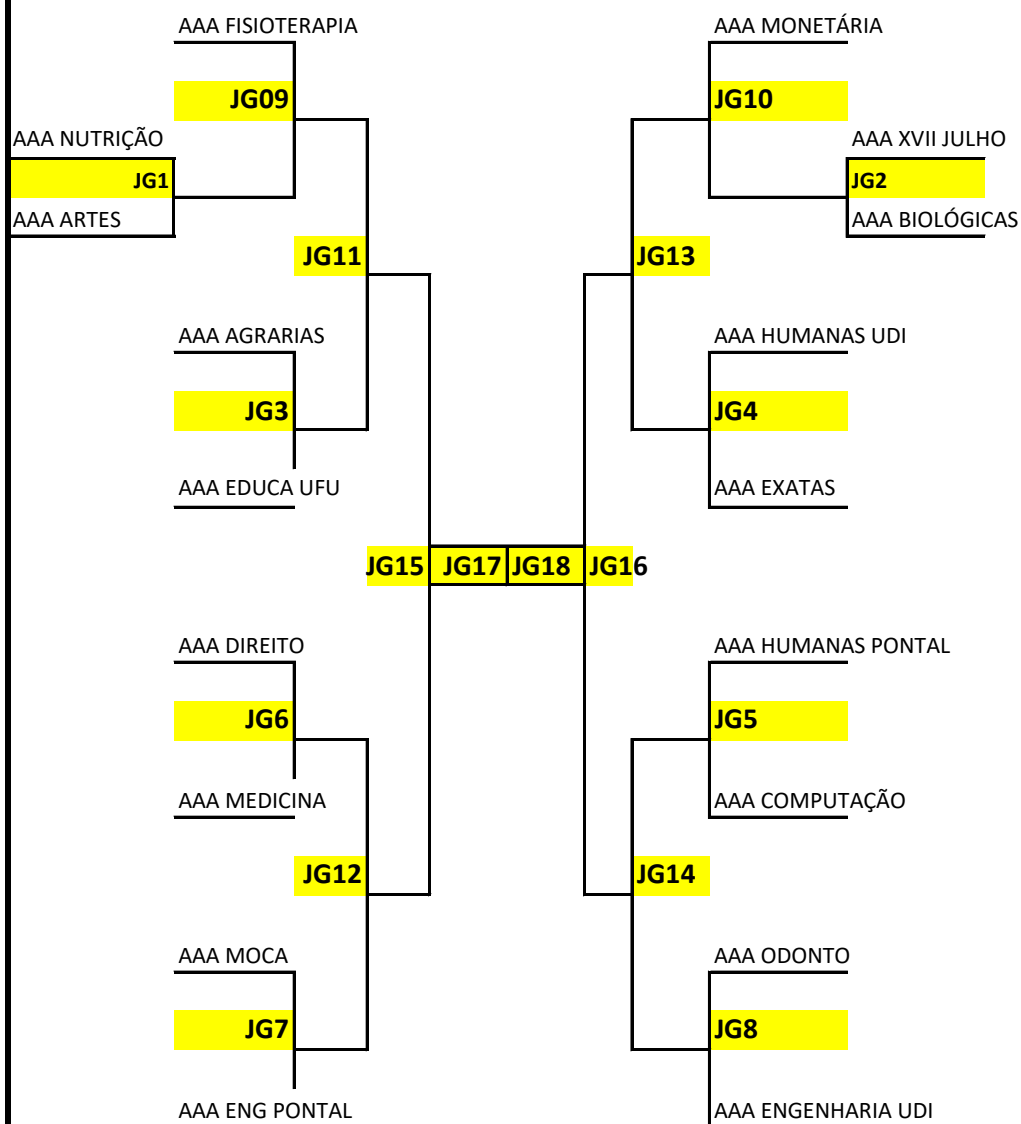 AAA FISIOTERAPIA
AAA MONETÁRIA
JG09
JG10
AAA NUTRIÇÃO
AAA XVII JULHO
JG1
JG2
AAA ARTES
AAA BIOLÓGICAS
JG11
JG13
AAA AGRARIAS
AAA HUMANAS UDI
JG3
JG4
AAA EDUCA UFU
AAA EXATAS
JG15
JG17
JG18
JG16
AAA DIREITO
AAA HUMANAS PONTAL
JG6
JG5
AAA MEDICINA
AAA COMPUTAÇÃO
JG12
JG14
AAA MOCA
AAA ODONTO
JG7
JG8
AAA ENG PONTAL
AAA ENGENHARIA UDI